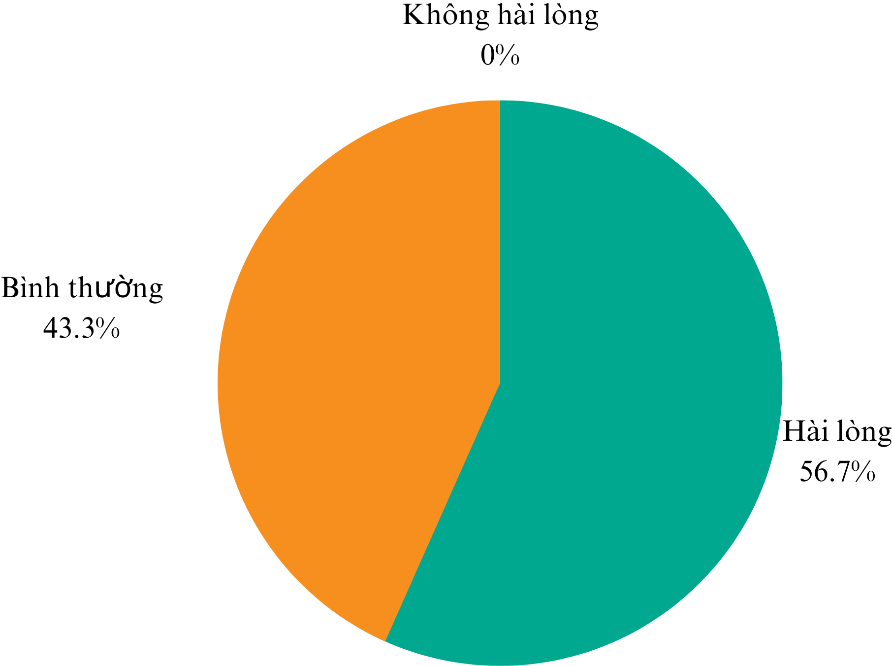 Không hài lòng
0%
Bình thường
43.3%
Hài lòng
56.7%